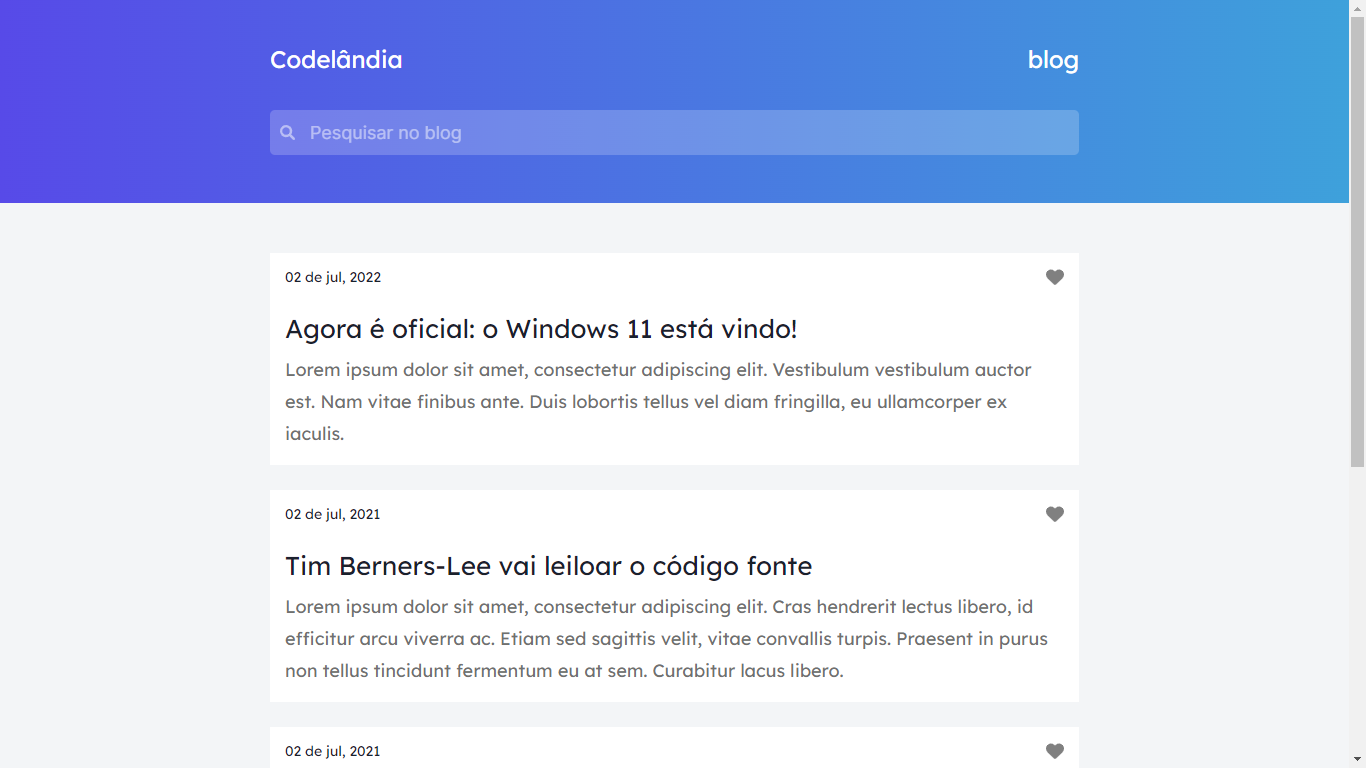 Codelândia
blog
Pesquisar no blog
02 de jul, 2022
Agora é oficial: o Windows 11 está vindo!
Lorem ipsum dolor sit amet, consectetur adipiscing elit. Vestibulum vestibulum auctor
est. Nam vitae finibus ante. Duis lobortis tellus vel diam fringilla, eu ullamcorper ex
iaculis.
02 de jul, 2021
Tim Berners-Lee vai leiloar o código fonte
Lorem ipsum dolor sit amet, consectetur adipiscing elit. Cras hendrerit lectus libero, id
efficitur arcu viverra ac. Etiam sed sagittis velit, vitae convallis turpis. Praesent in purus
non tellus tincidunt fermentum eu at sem. Curabitur lacus libero.
02 de jul, 2021